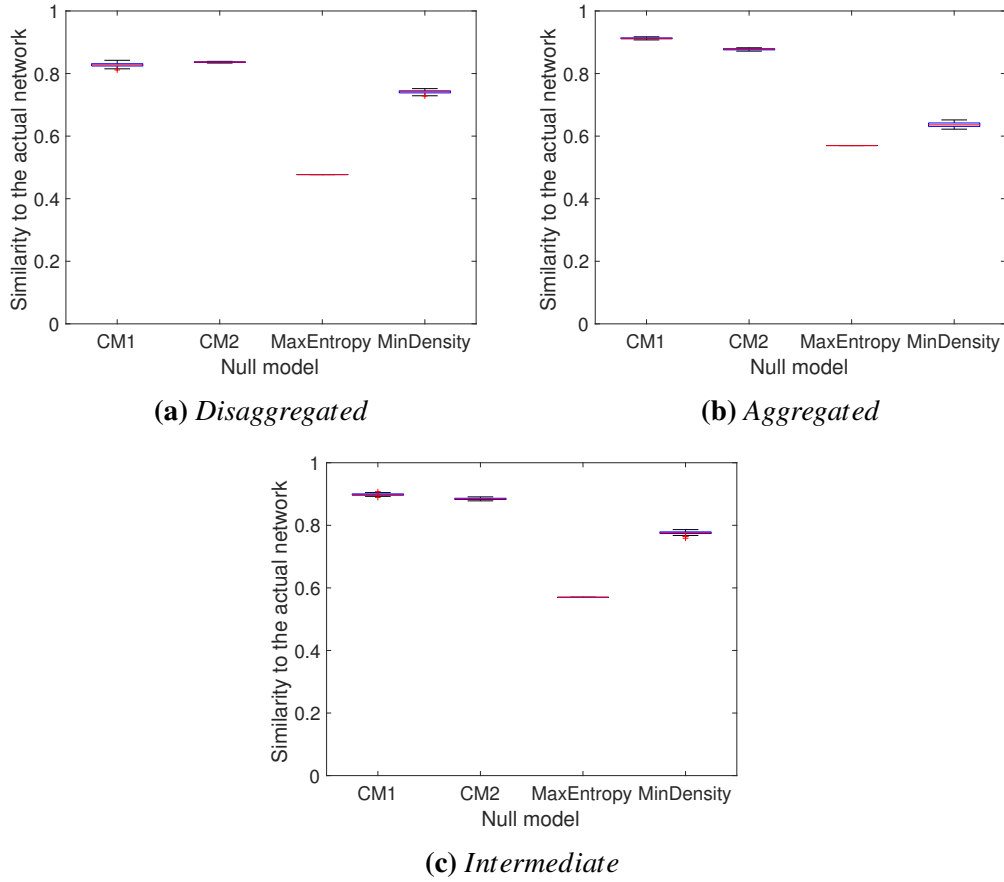 Similarity to the actual network
1
0.8
0.6
0.4
0.2
0
CM1 CM2 MaxEntropy MinDensity
Null model
(a) Disaggregated
Similarity to the actual network
1
0.8
0.6
0.4
0.2
0
CM1 CM2 MaxEntropy MinDensity
Null model
(b) Aggregated
Similarity to the actual network
1
0.8
0.6
0.4
0.2
0
CM1 CM2 MaxEntropy MinDensity
Null model
(c) Intermediate